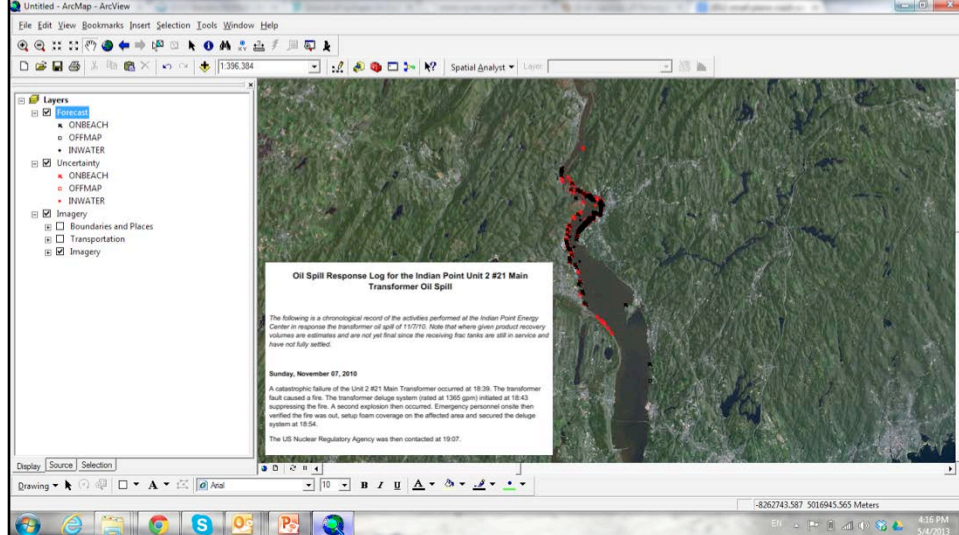 Untitled - ArcMap - ArcView
File Edit View Bookmarks Insert Selection Tools Window Help
1:396,384
Spatial Analyst
Layer:
Layers
Forecast
ONBEACH
OFFMAP
INWATER
Uncertainty
ONBEACH
OFFMAP
INWATER
Imagery
Boundaries and Places
Transportation
Imagery
Oil Spill Response Log for the Indian Point Unit 2 #21 Main
Transformer Oil Spill
The following is a chronological record of the activities performed at the Indian Point Energy
Center in response the transformer oil spill of 11/7/10. Note that where given product recovery
volumes are estimates and are not yet final since the receiving frac tanks are still in service and
have not fully settled.
Sunday, November 07, 2010
A catastrophic failure of the Unit 2 #21 Main Transformer occurred at 18:39. The transformer
fault caused a fire. The transformer deluge system (rated at 1365 gpm) initiated at 18:43
suppressing the fire. A second explosion then occurred. Emergency personnel onsite then
verified the fire was out, setup foam coverage on the affected area and secured the deluge
system at 18:54.
The US Nuclear Regulatory Agency was then contacted at 19:07.
Display Source Selection
Drawing
Arial
10
B I U A
-8262743.587 5016945.565 Meters
EN
4:16 PM
5/4/2013